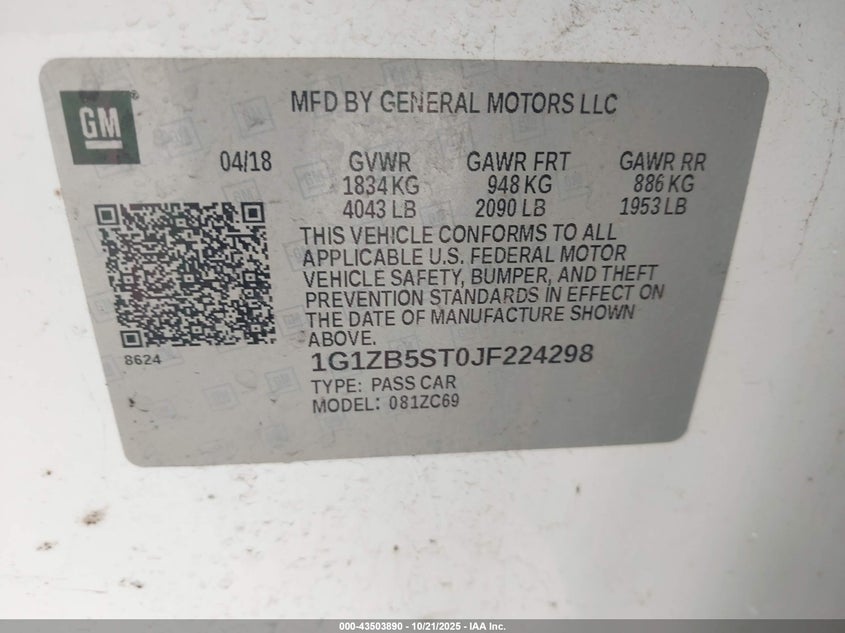 GM
MFD BY GENERAL MOTORS LLC
04/18 GVWR GAWR FRT GAWR RR
1834 KG 948 KG 886 KG
4043 LB 2090 LB 1953 LB
THIS VEHICLE CONFORMS TO ALL
APPLICABLE U.S. FEDERAL MOTOR
VEHICLE SAFETY, BUMPER, AND THEFT
PREVENTION STANDARDS IN EFFECT ON
THE DATE OF MANUFACTURE SHOWN
ABOVE.
8624
1G1ZB5ST0JF224298
TYPE: PASS CAR
MODEL: 081ZC69
000-43503890 - 10/21/2025 - IAA Inc.